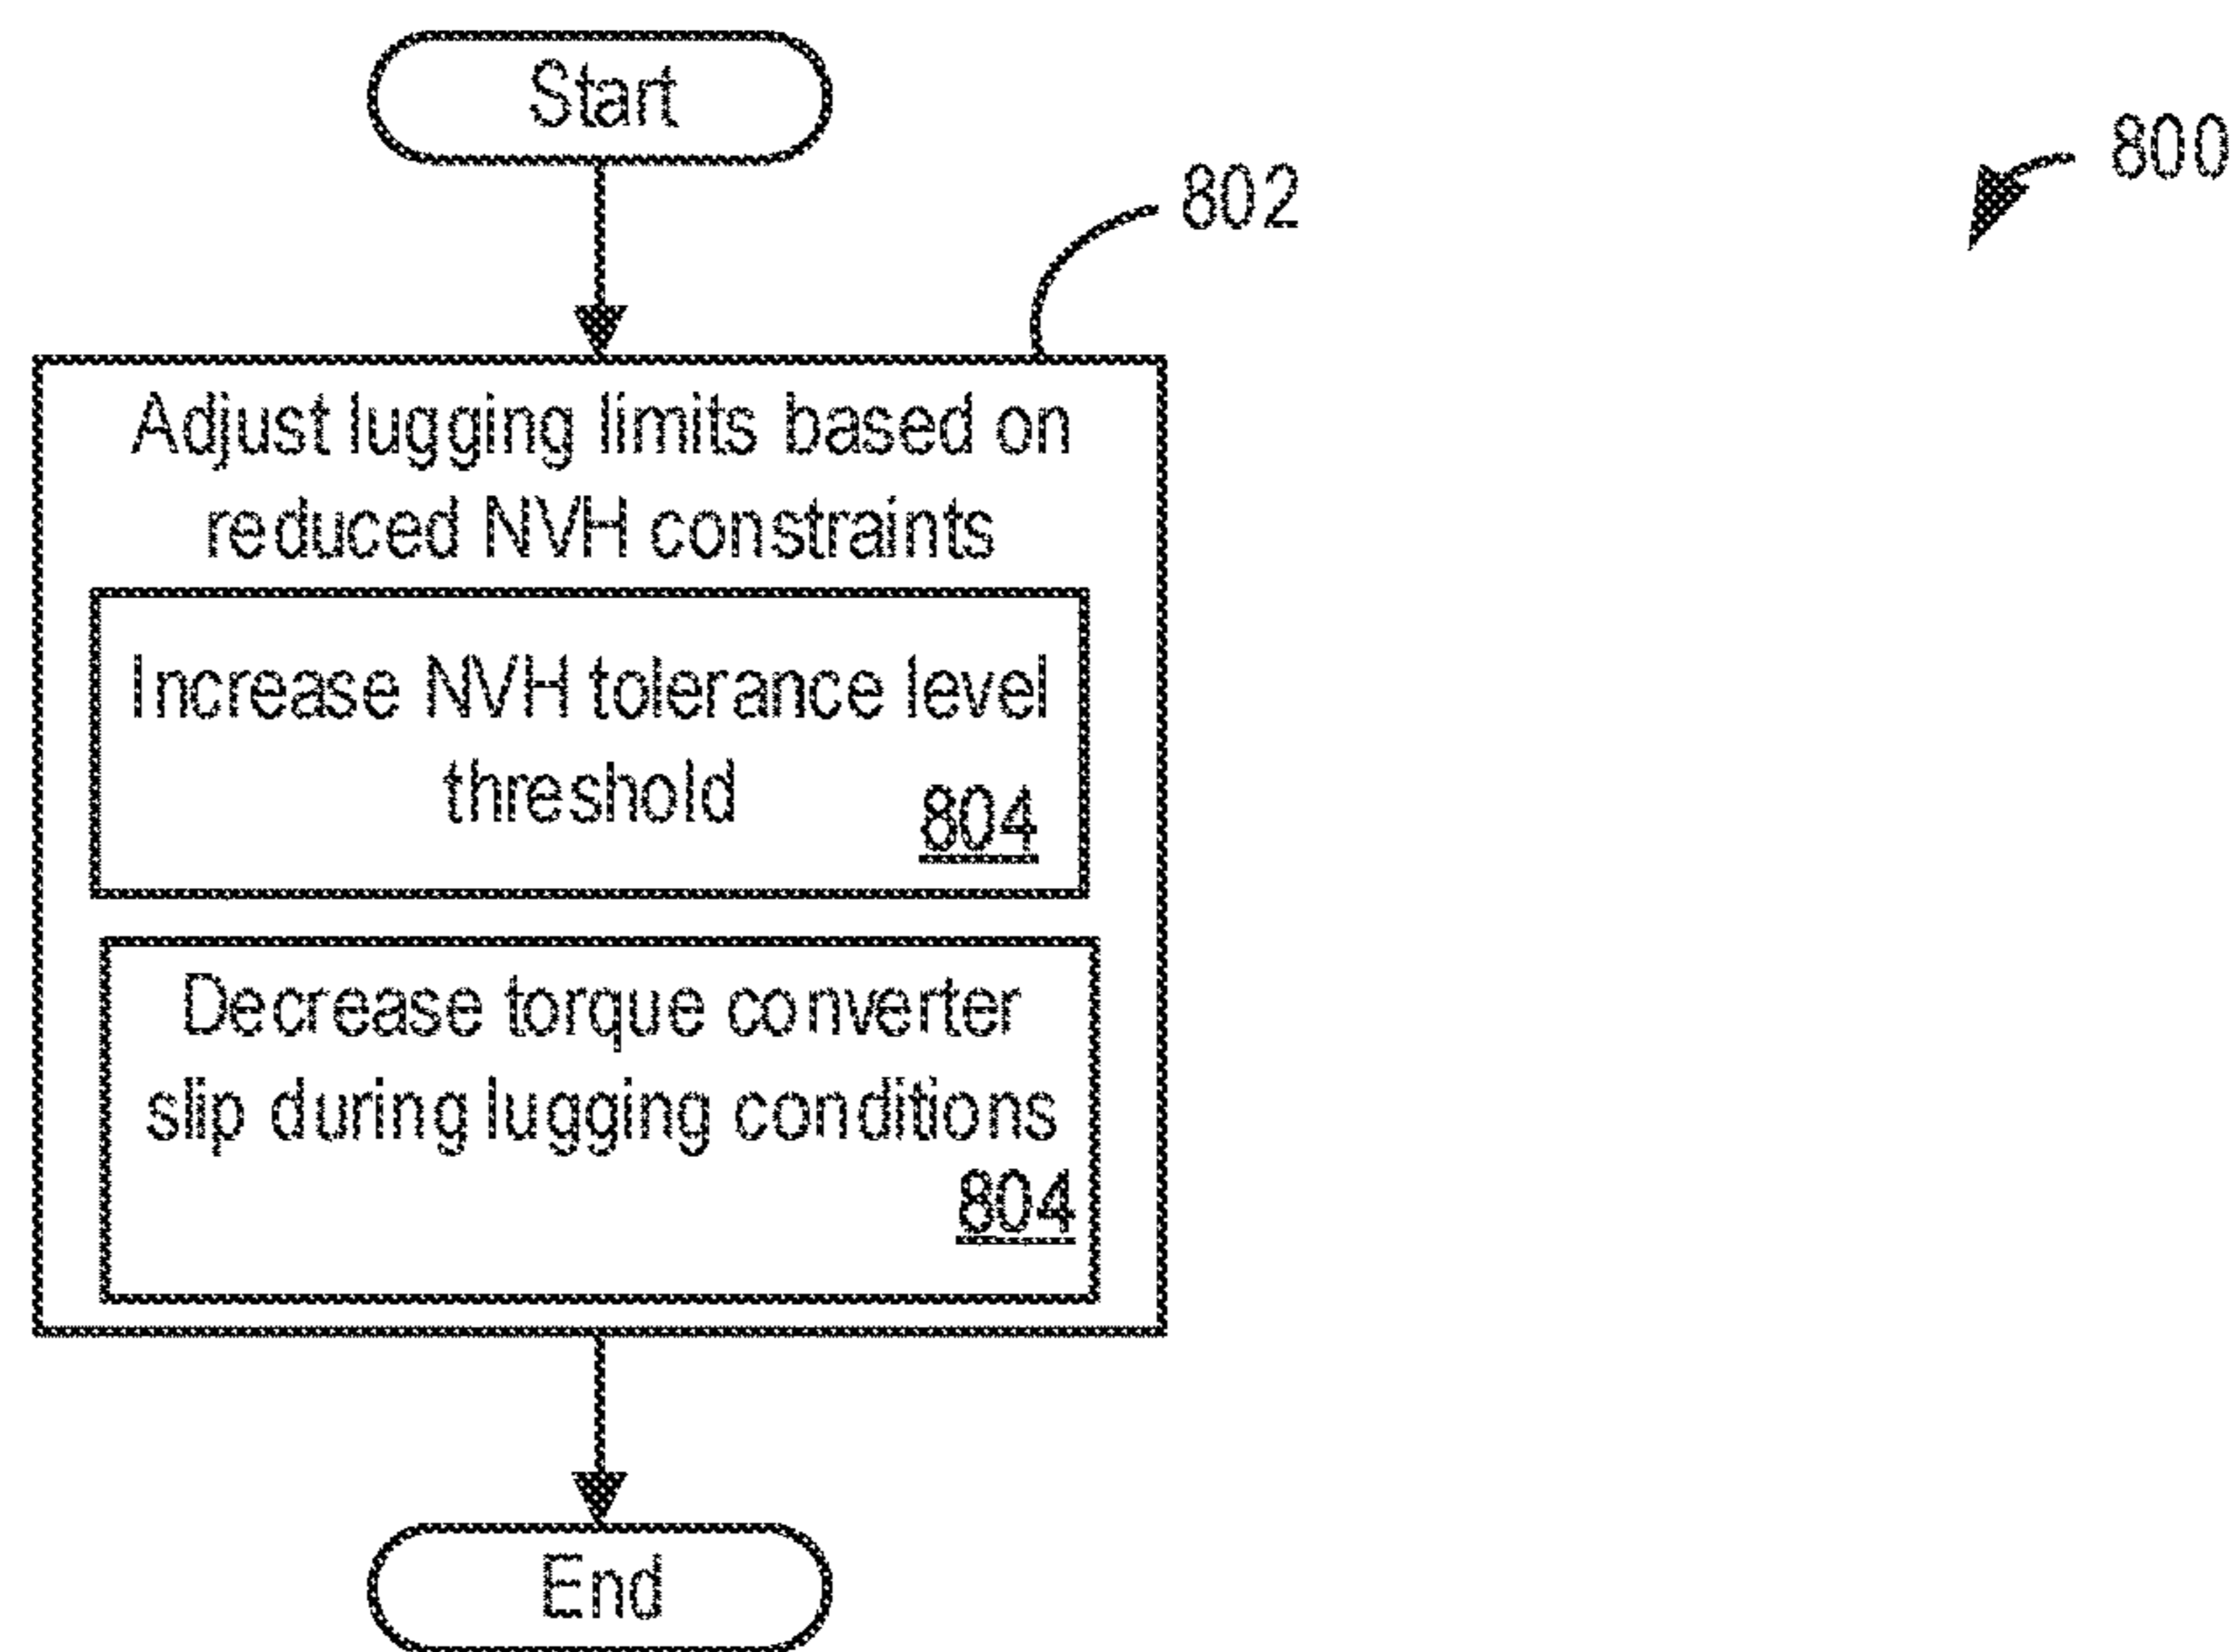 Start
800
802
Adjust lugging limits based on
reduced NVH constraints
Increase NVH tolerance level
threshold
804
Decrease torque converter
slip during lugging conditions
804
End